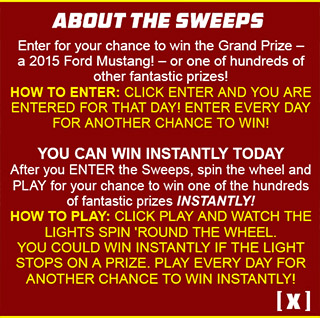 ABOUT THE SWEEPS
Enter for your chance to win the Grand Prize –
a 2015 Ford Mustang! – or one of hundreds of
other fantastic prizes!
HOW TO ENTER: CLICK ENTER AND YOU ARE
ENTERED FOR THAT DAY! ENTER EVERY DAY
FOR ANOTHER CHANCE TO WIN!
YOU CAN WIN INSTANTLY TODAY
After you ENTER the Sweeps, spin the wheel and
PLAY for your chance to win one of the hundreds
of fantastic prizes INSTANTLY!
HOW TO PLAY: CLICK PLAY AND WATCH THE
LIGHTS SPIN 'ROUND THE WHEEL.
YOU COULD WIN INSTANTLY IF THE LIGHT
STOPS ON A PRIZE. PLAY EVERY DAY FOR
ANOTHER CHANCE TO WIN INSTANTLY!
[X]